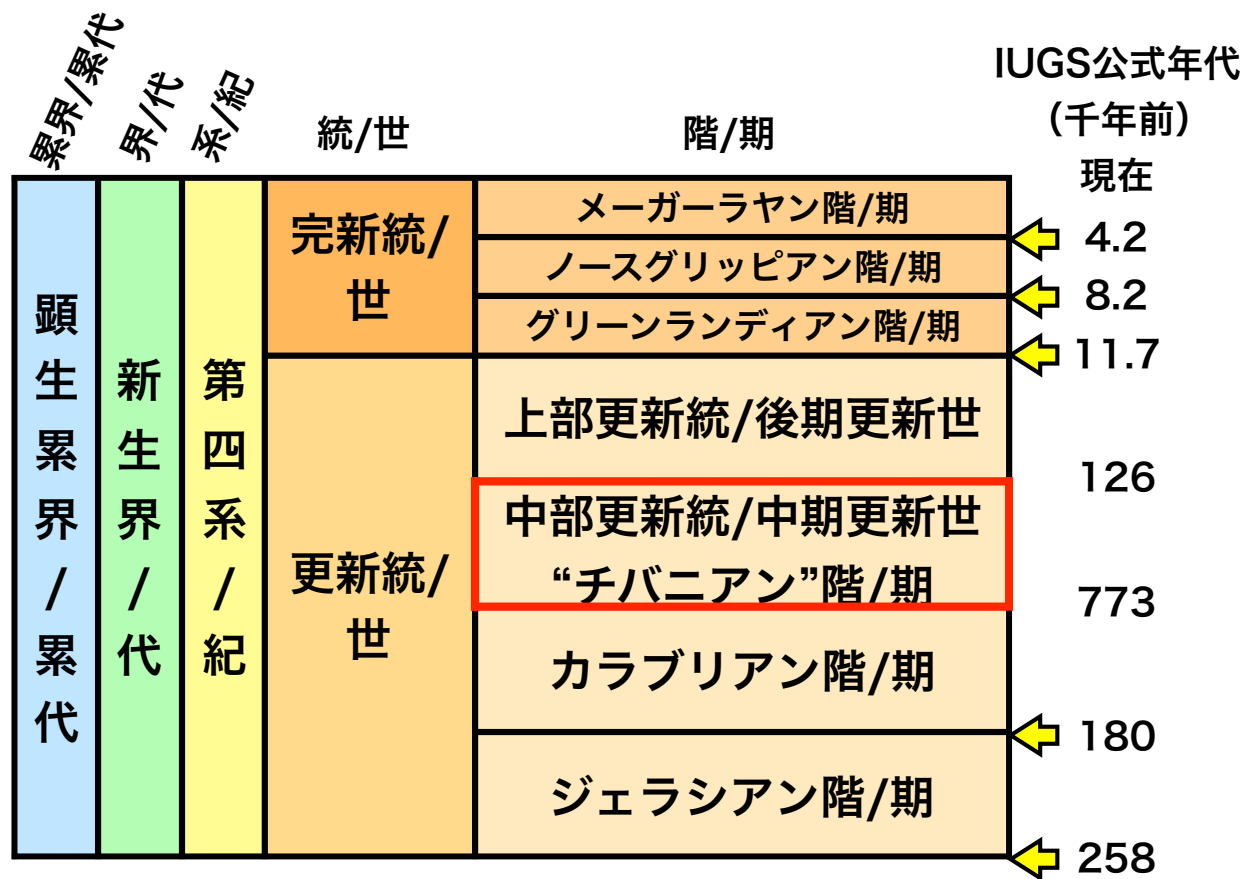 累界/累代
界/代
系/紀
統/世
階/期
IUGS公式年代
（千年前）
現在
顕生累界/累代
新生界/代
第四系/紀
完新統/
世
メーガーラヤン階/期
4.2
ノースグリッピアン階/期
8.2
グリーンランディアン階/期
11.7
更新統/
世
上部更新統/後期更新世
126
中部更新統/中期更新世
“チバニアン”階/期
773
カラブリアン階/期
180
ジェラシアン階/期
258